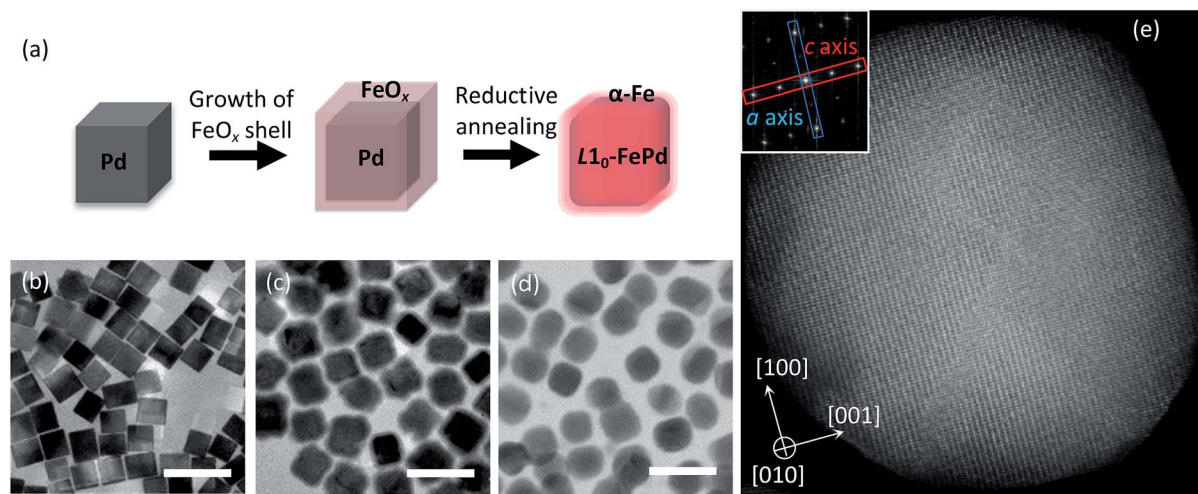 (a)
Pd
Growth of
FeOₓ shell
FeOₓ
Pd
Reductive
annealing
α-Fe
L1₀-FePd
(b)
(c)
(d)
(e)
c axis
a axis
[100]
[001]
[010]